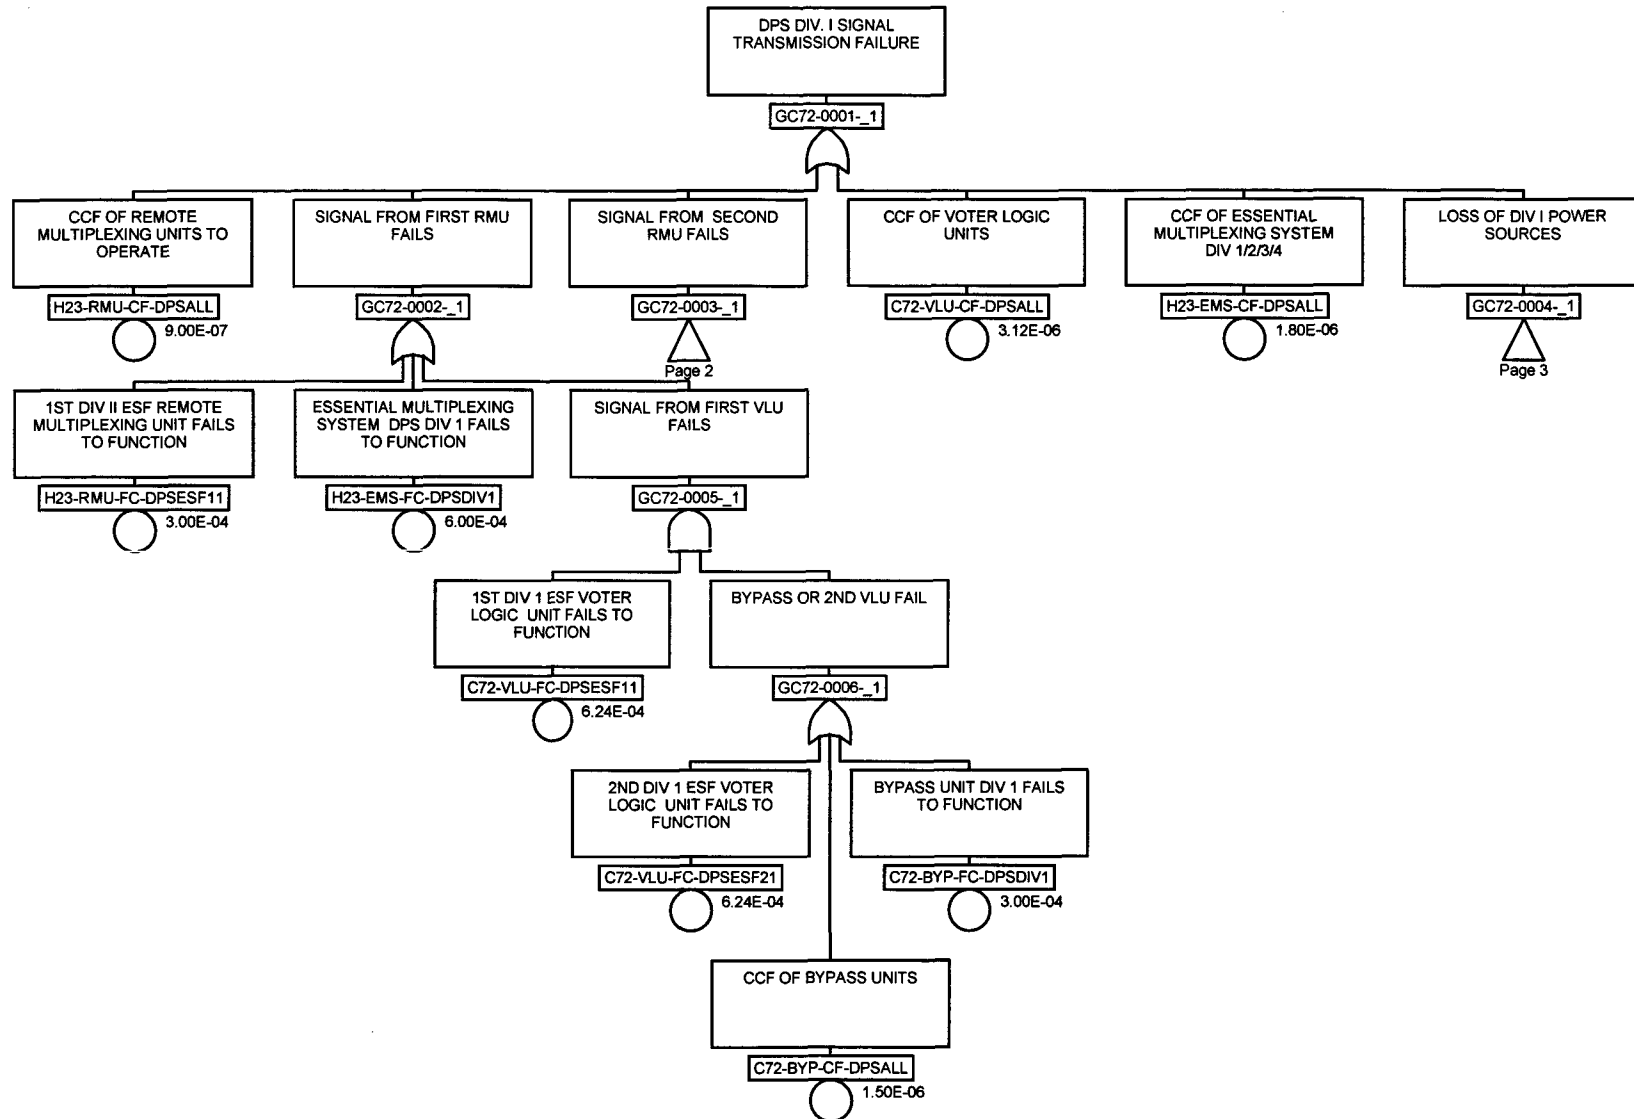 DPS DIV. I SIGNAL
TRANSMISSION FAILURE
GC72-0001-_1
CCF OF REMOTE
MULTIPLEXING UNITS TO
OPERATE
H23-RMU-CF-DPSALL
9.00E-07
SIGNAL FROM FIRST RMU
FAILS
GC72-0002-_1
SIGNAL FROM SECOND
RMU FAILS
GC72-0003-_1
Page 2
CCF OF VOTER LOGIC
UNITS
C72-VLU-CF-DPSALL
3.12E-06
CCF OF ESSENTIAL
MULTIPLEXING SYSTEM
DIV 1/2/3/4
H23-EMS-CF-DPSALL
1.80E-06
LOSS OF DIV I POWER
SOURCES
GC72-0004-_1
Page 3
1ST DIV II ESF REMOTE
MULTIPLEXING UNIT FAILS
TO FUNCTION
H23-RMU-FC-DPSESF11
3.00E-04
ESSENTIAL MULTIPLEXING
SYSTEM DPS DIV 1 FAILS
TO FUNCTION
H23-EMS-FC-DPSDIV1
6.00E-04
SIGNAL FROM FIRST VLU
FAILS
GC72-0005-_1
1ST DIV 1 ESF VOTER
LOGIC UNIT FAILS TO
FUNCTION
C72-VLU-FC-DPSESF11
6.24E-04
BYPASS OR 2ND VLU FAIL
GC72-0006-_1
2ND DIV 1 ESF VOTER
LOGIC UNIT FAILS TO
FUNCTION
C72-VLU-FC-DPSESF21
6.24E-04
BYPASS UNIT DIV 1 FAILS
TO FUNCTION
C72-BYP-FC-DPSDIV1
3.00E-04
CCF OF BYPASS UNITS
C72-BYP-CF-DPSALL
1.50E-06